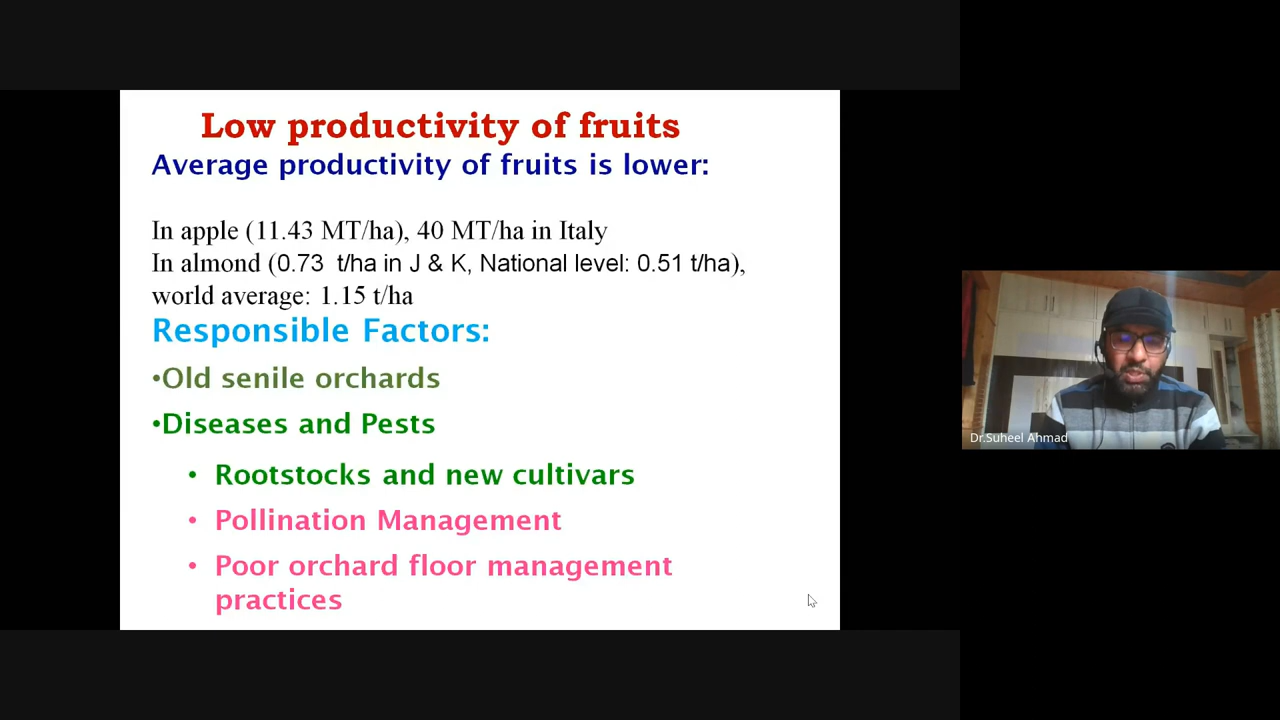 Low productivity of fruits
Average productivity of fruits is lower:
In apple (11.43 MT/ha), 40 MT/ha in Italy
In almond (0.73  t/ha in J & K, National level: 0.51 t/ha),
world average: 1.15 t/ha
Responsible Factors:
•Old senile orchards
•Diseases and Pests
• Rootstocks and new cultivars
• Pollination Management
• Poor orchard floor management
practices
Dr.Suheel Ahmad